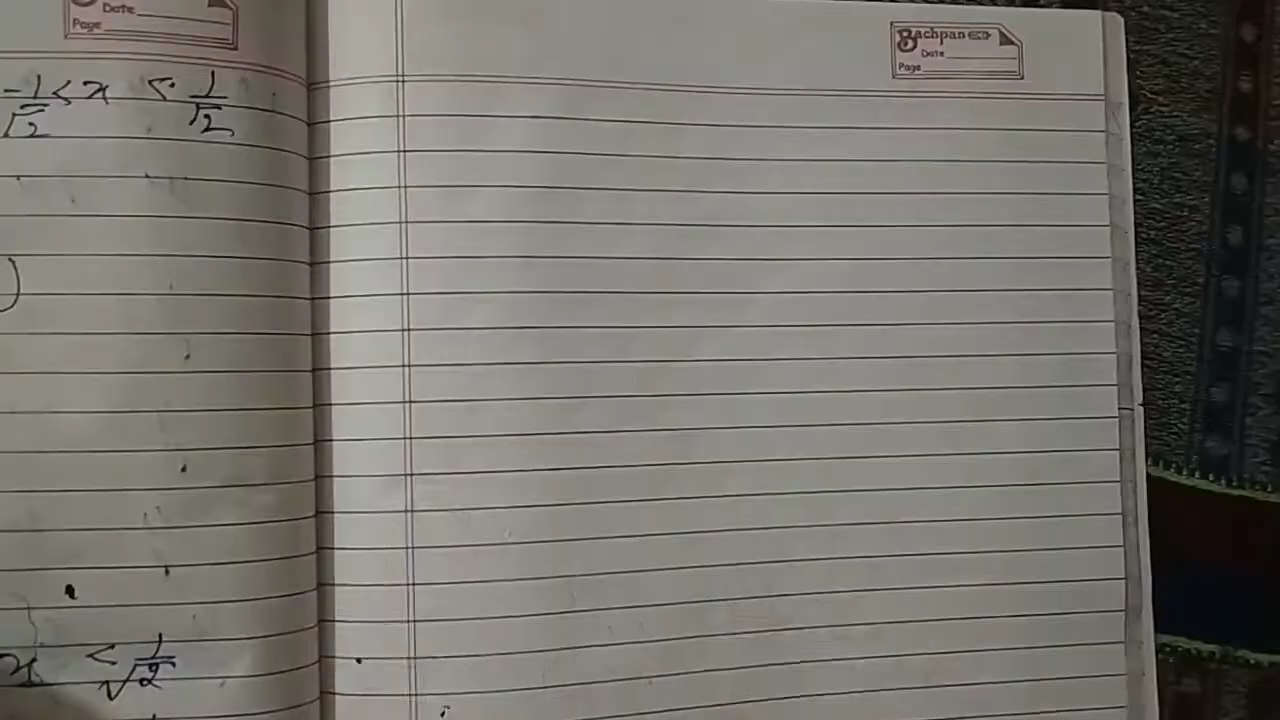 Date
Page
-1/√2 < x < 1/√2
)
x < 1/√2
Bachpan
Date
Page